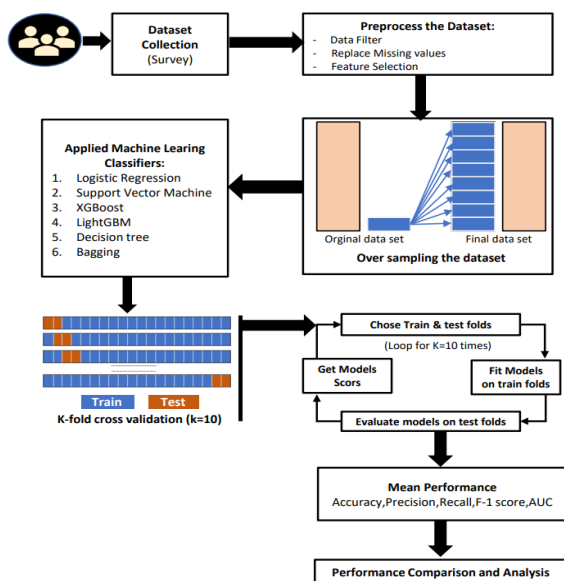 Dataset
Collection
(Survey)
Preprocess the Dataset:
- Data Filter
- Replace Missing values
- Feature Selection
Applied Machine Learing
Classifiers:
1. Logistic Regression
2. Support Vector Machine
3. XGBoost
4. LightGBM
5. Decision tree
6. Bagging
Orginal data set
Final data set
Over sampling the dataset
Train
Test
K-fold cross validation (k=10)
Chose Train & test folds
(Loop for K=10 times)
Get Models
Scors
Fit Models
on train folds
Evaluate models on test folds
Mean Performance
Accuracy,Precision,Recall,F-1 score,AUC
Performance Comparison and Analysis